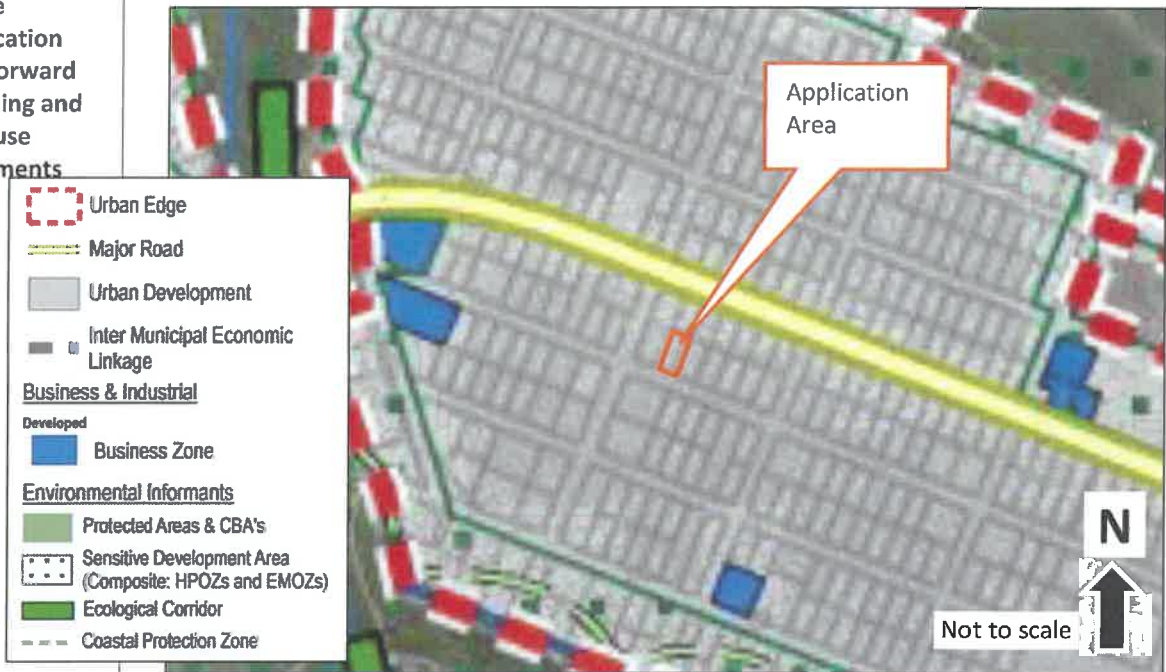 e
cation
orward
ing and
use
ments
Urban Edge
Major Road
Urban Development
Inter Municipal Economic
Linkage
Business & Industrial
Developed
Business Zone
Environmental Informants
Protected Areas & CBA's
Sensitive Development Area
(Composite: HPOZs and EMOZs)
Ecological Corridor
Coastal Protection Zone
Application
Area
N
Not to scale